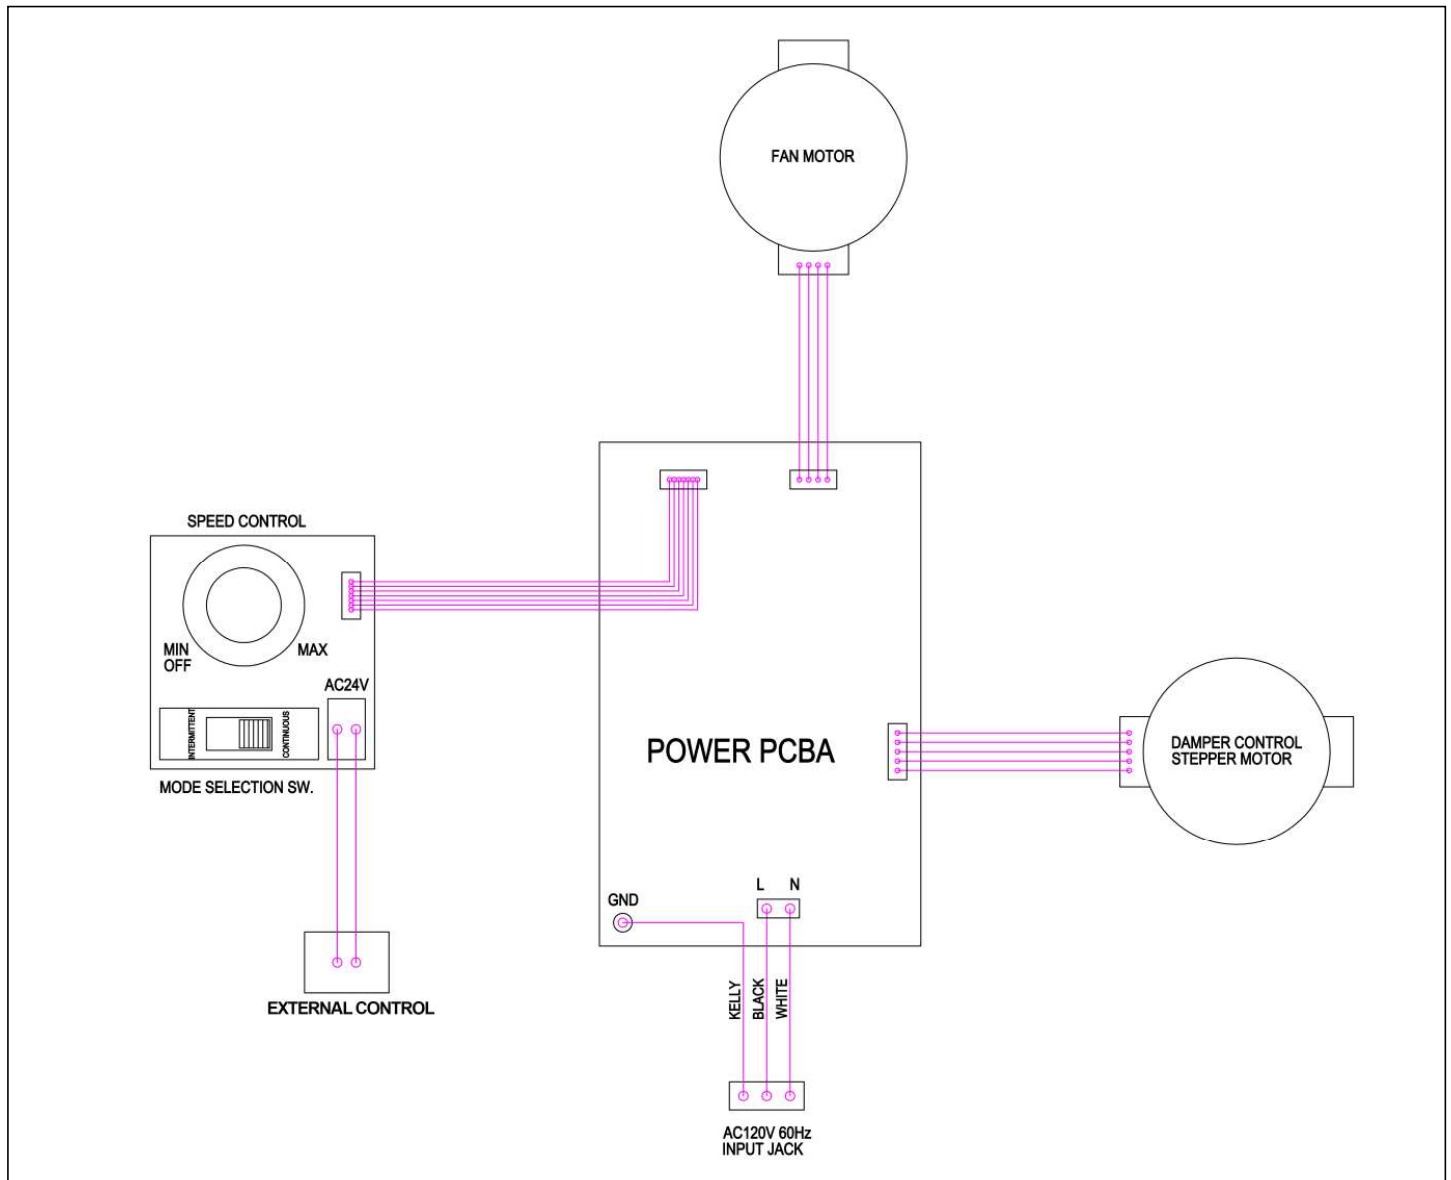 FAN MOTOR
SPEED CONTROL
MIN
OFF
MAX
AC24V
INTERMITTENT
CONTINUOUS
MODE SELECTION SW.
POWER PCBA
DAMPER CONTROL
STEPPER MOTOR
GND
L N
KELLY
BLACK
WHITE
EXTERNAL CONTROL
AC120V 60Hz
INPUT JACK